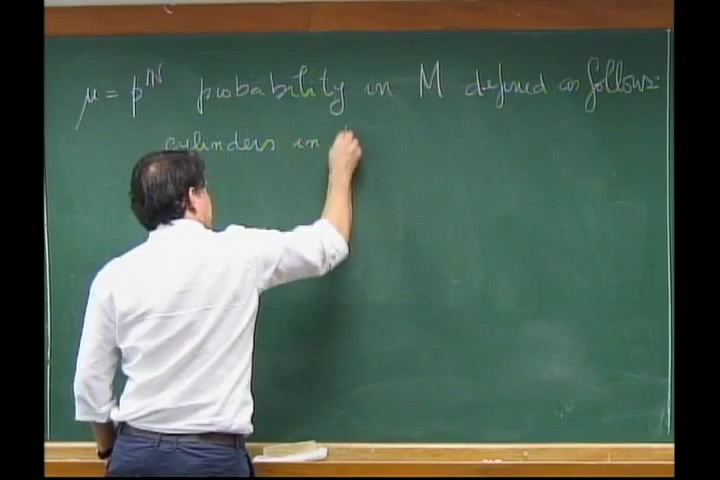 μ = p^ℕ probability in M defined as follows:
cylinders in